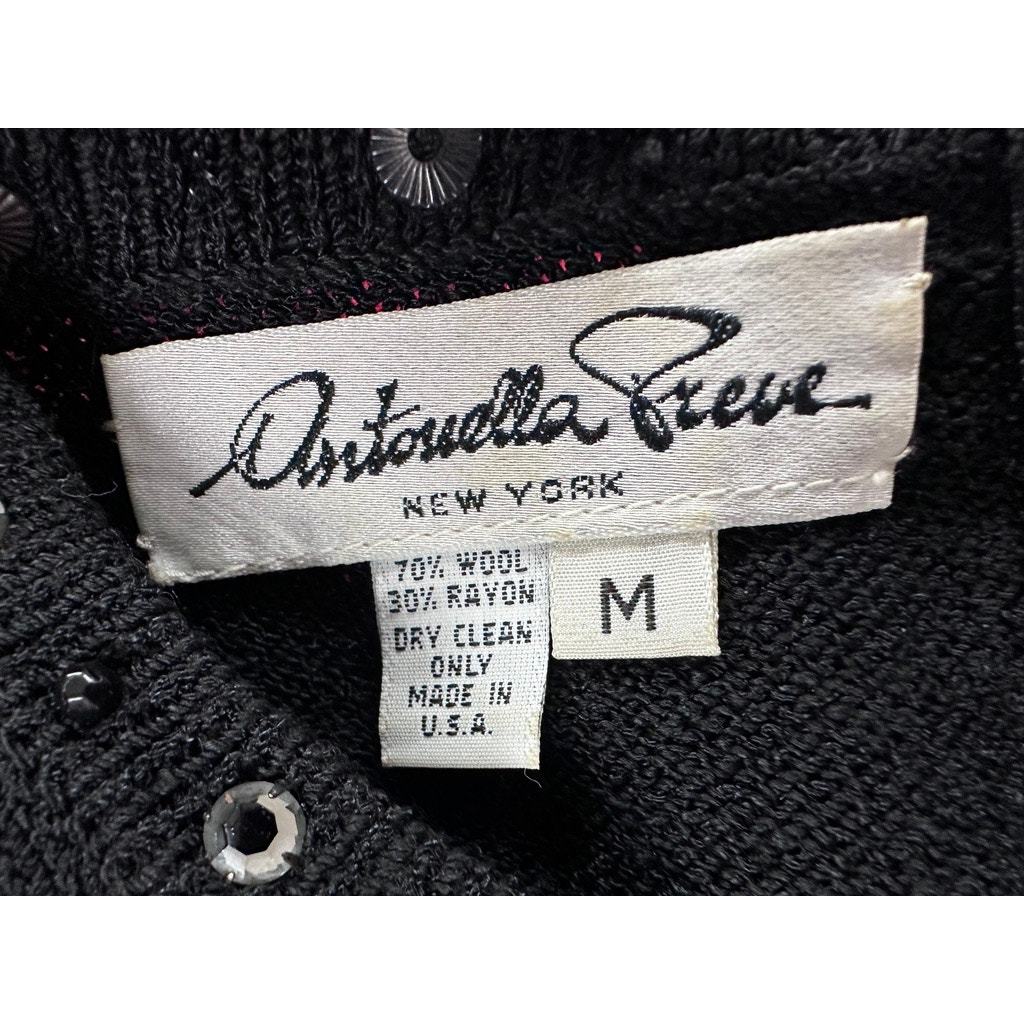 Antonella Preve
NEW YORK
70% WOOL
30% RAYON
DRY CLEAN
ONLY
MADE IN
U.S.A.
M